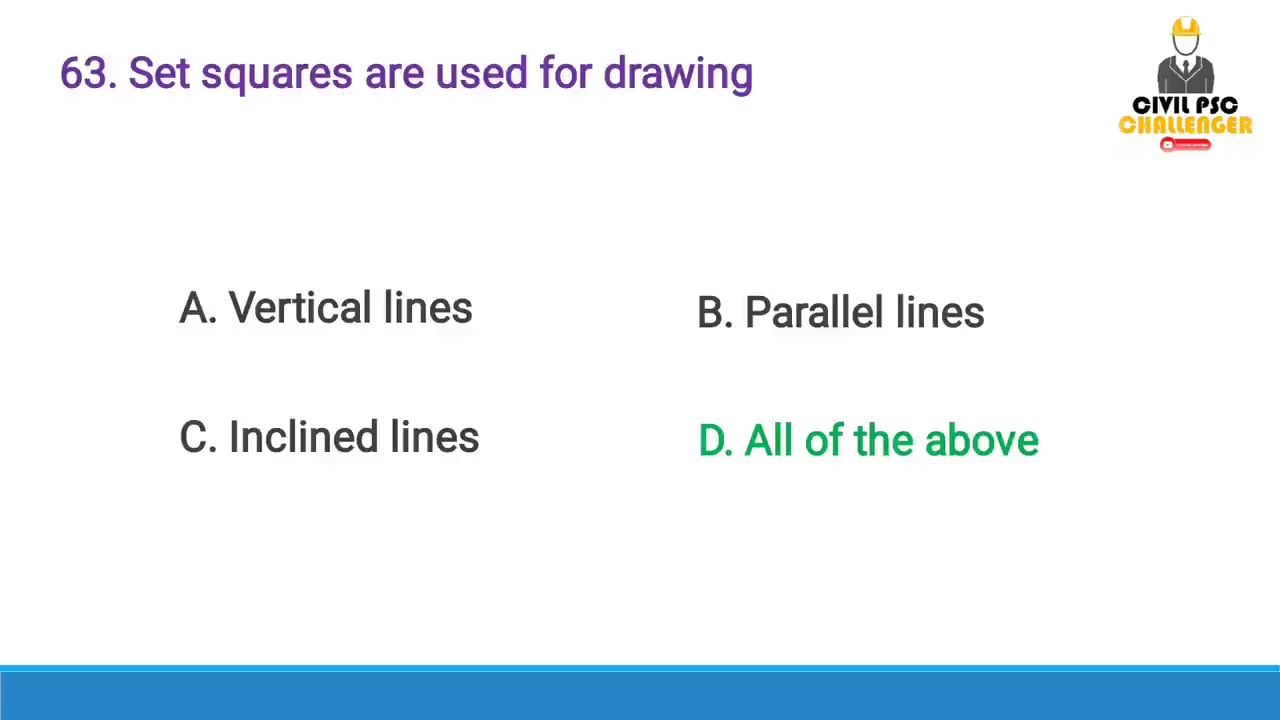 63. Set squares are used for drawing
CIVIL PSC
CHALLENGER
A. Vertical lines
B. Parallel lines
C. Inclined lines
D. All of the above